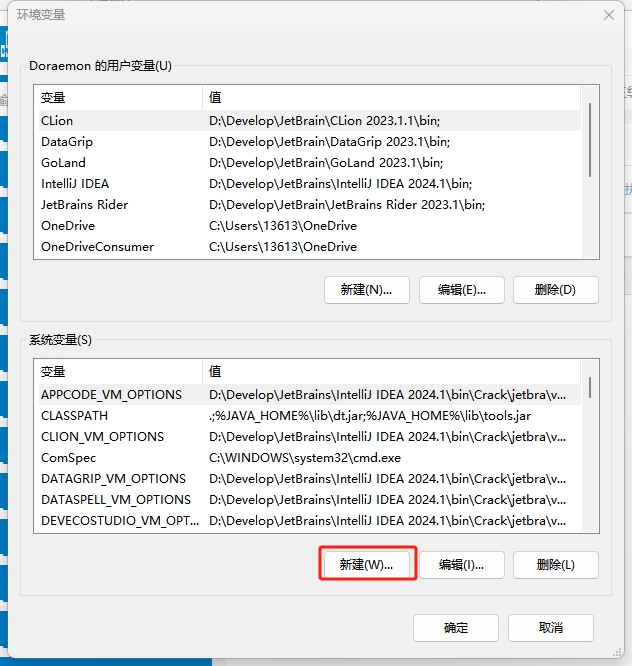 环境变量
Doraemon 的用户变量(U)
变量 值
CLion D:\Develop\JetBrain\CLion 2023.1.1\bin;
DataGrip D:\Develop\JetBrain\DataGrip 2023.1\bin;
GoLand D:\Develop\JetBrain\GoLand 2023.1\bin;
IntelliJ IDEA D:\Develop\JetBrains\IntelliJ IDEA 2024.1\bin;
JetBrains Rider D:\Develop\JetBrain\JetBrains Rider 2023.1\bin;
OneDrive C:\Users\13613\OneDrive
OneDriveConsumer C:\Users\13613\OneDrive
新建(N)... 编辑(E)... 删除(D)
系统变量(S)
变量 值
APPCODE_VM_OPTIONS D:\Develop\JetBrains\IntelliJ IDEA 2024.1\bin\Crack\jetbra\v...
CLASSPATH .;%JAVA_HOME%\lib\dt.jar;%JAVA_HOME%\lib\tools.jar
CLION_VM_OPTIONS D:\Develop\JetBrains\IntelliJ IDEA 2024.1\bin\Crack\jetbra\v...
ComSpec C:\WINDOWS\system32\cmd.exe
DATAGRIP_VM_OPTIONS D:\Develop\JetBrains\IntelliJ IDEA 2024.1\bin\Crack\jetbra\v...
DATASPELL_VM_OPTIONS D:\Develop\JetBrains\IntelliJ IDEA 2024.1\bin\Crack\jetbra\v...
DEVECOSTUDIO_VM_OPT... D:\Develop\JetBrains\IntelliJ IDEA 2024.1\bin\Crack\jetbra\v...
新建(W)... 编辑(I)... 删除(L)
确定 取消